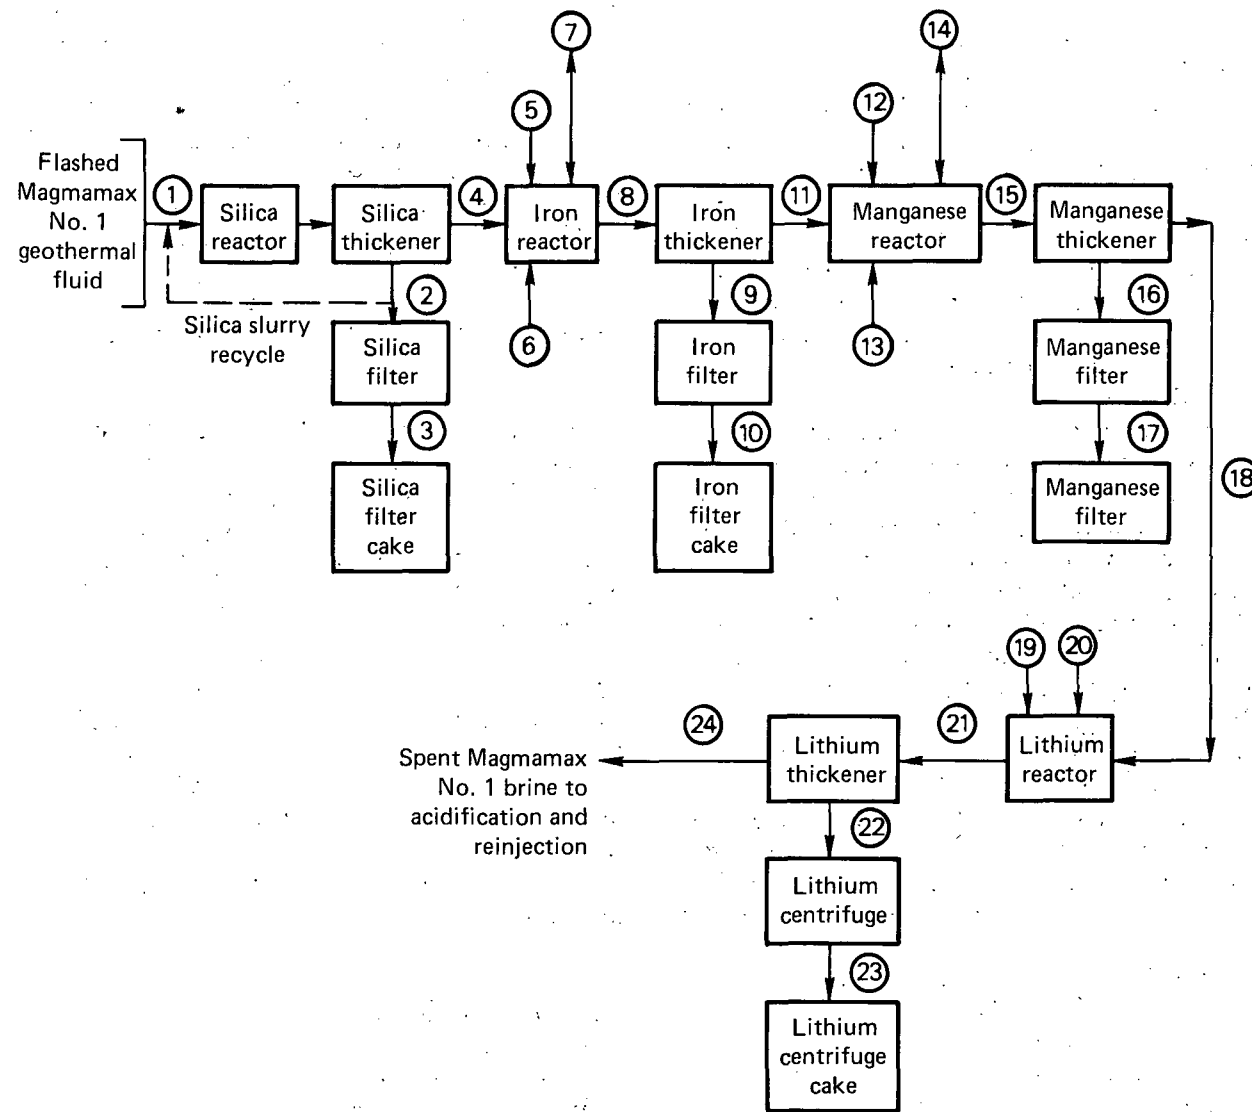 7
14
5
12
Flashed
Magmamax
No. 1
geothermal
fluid
1
Silica
reactor
Silica
thickener
4
Iron
reactor
8
Iron
thickener
11
Manganese
reactor
15
Manganese
thickener
2
9
16
Silica slurry
recycle
6
13
Silica
filter
Iron
filter
Manganese
filter
3
10
17
18
Silica
filter
cake
Iron
filter
cake
Manganese
filter
19
20
24
21
Spent Magmamax
No. 1 brine to
acidification and
reinjection
Lithium
thickener
Lithium
reactor
22
Lithium
centrifuge
23
Lithium
centrifuge
cake